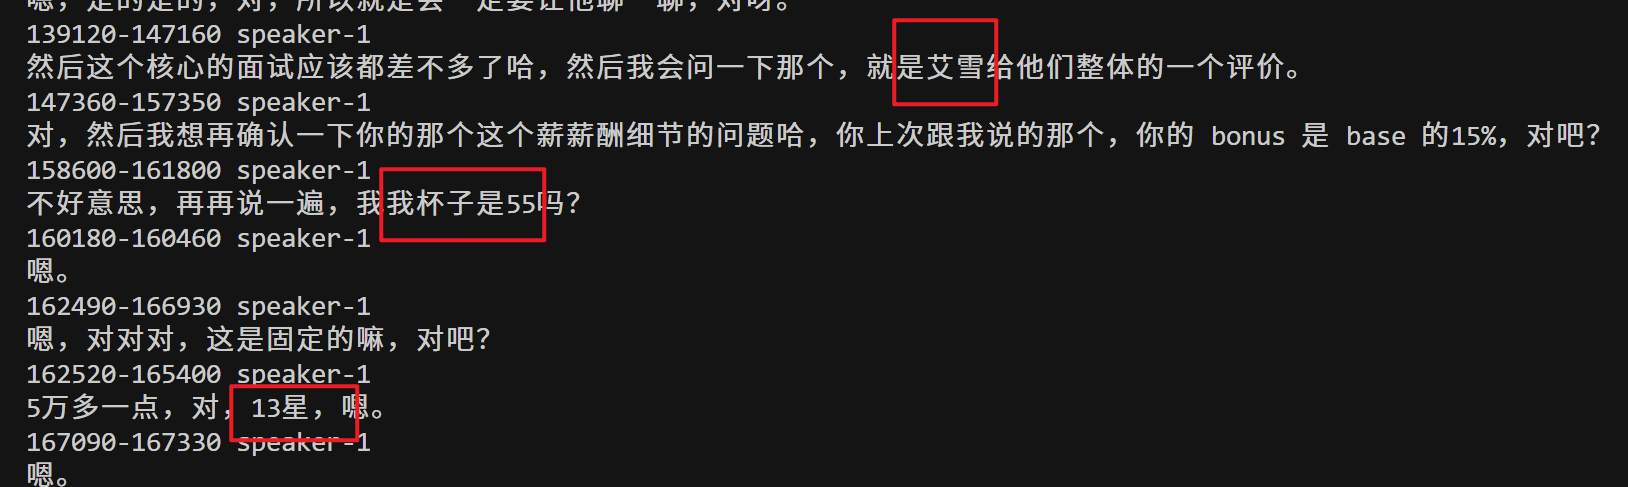 嗯，是的是的，对，所以就是会一定要让他聊一聊，对呀。
139120-147160 speaker-1
然后这个核心的面试应该都差不多了哈，然后我会问一下那个，就是艾雪给他们整体的一个评价。
147360-157350 speaker-1
对，然后我想再确认一下你的那个这个薪薪酬细节的问题哈，你上次跟我说的那个，你的 bonus 是 base 的15%，对吧？
158600-161800 speaker-1
不好意思，再再说一遍，我我杯子是55吗？
160180-160460 speaker-1
嗯。
162490-166930 speaker-1
嗯，对对对，这是固定的嘛，对吧？
162520-165400 speaker-1
5万多一点，对，13星，嗯。
167090-167330 speaker-1
嗯。